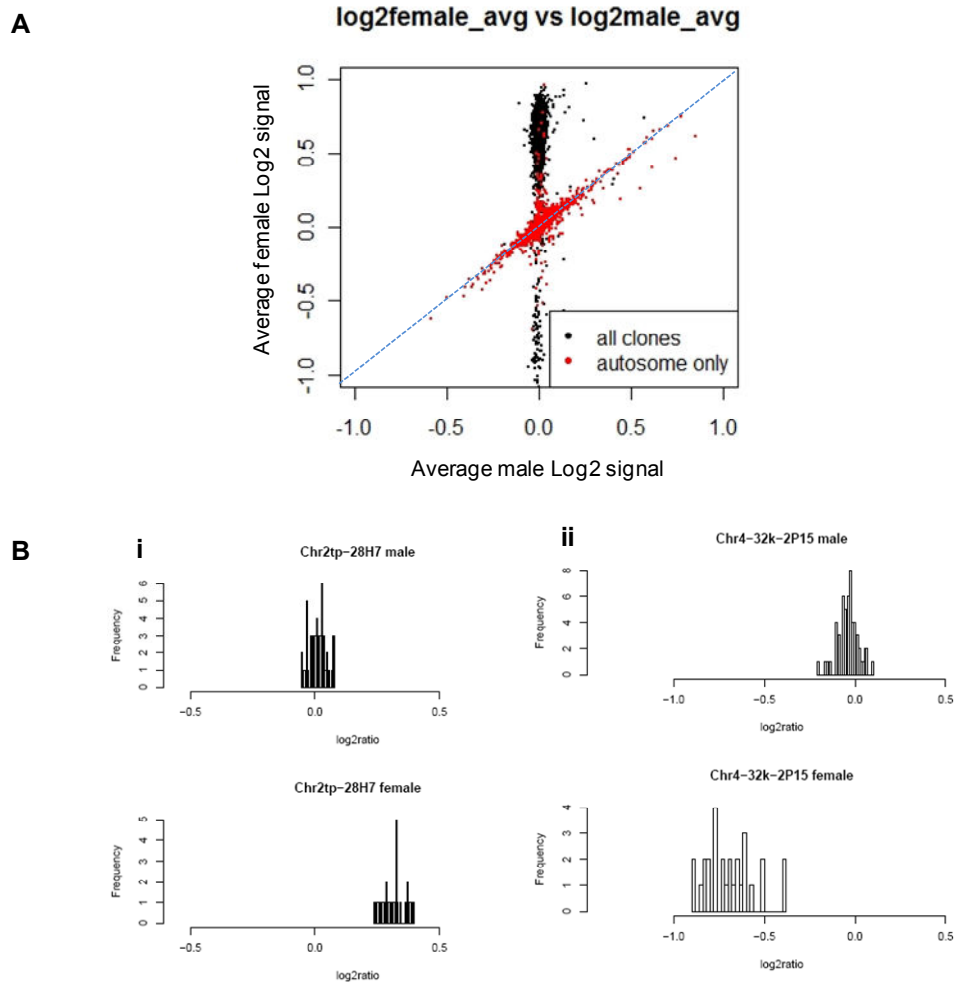 A
log2female_avg vs log2male_avg
Average female Log2 signal
1.0
0.5
0.0
-0.5
-1.0
all clones
autosome only
-1.0 -0.5 0.0 0.5 1.0
Average male Log2 signal
B
i
Chr2tp-28H7 male
Frequency
6
5
4
3
2
1
0
-0.5 0.0 0.5
log2ratio
Chr2tp-28H7 female
Frequency
5
4
3
2
1
0
-0.5 0.0 0.5
log2ratio
ii
Chr4-32k-2P15 male
Frequency
8
6
4
2
0
-1.0 -0.5 0.0 0.5
log2ratio
Chr4-32k-2P15 female
Frequency
4
3
2
1
0
-1.0 -0.5 0.0 0.5
log2ratio